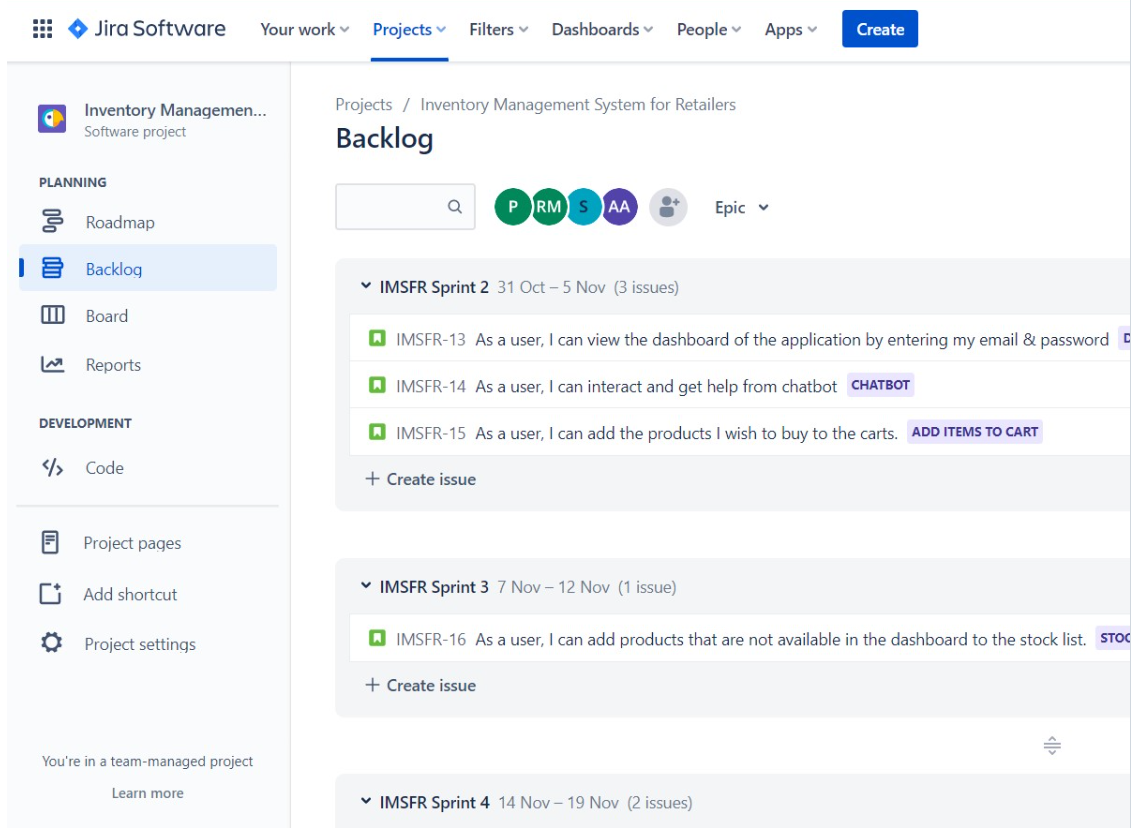 Jira Software Your work Projects Filters Dashboards People Apps Create
Inventory Managemen...
Software project
PLANNING
Roadmap
Backlog
Board
Reports
DEVELOPMENT
Code
Project pages
Add shortcut
Project settings
You're in a team-managed project
Learn more
Projects / Inventory Management System for Retailers
Backlog
P RM S AA Epic
IMSFR Sprint 2 31 Oct – 5 Nov (3 issues)
IMSFR-13 As a user, I can view the dashboard of the application by entering my email & password
IMSFR-14 As a user, I can interact and get help from chatbot CHATBOT
IMSFR-15 As a user, I can add the products I wish to buy to the carts. ADD ITEMS TO CART
+ Create issue
IMSFR Sprint 3 7 Nov – 12 Nov (1 issue)
IMSFR-16 As a user, I can add products that are not available in the dashboard to the stock list.
+ Create issue
IMSFR Sprint 4 14 Nov – 19 Nov (2 issues)